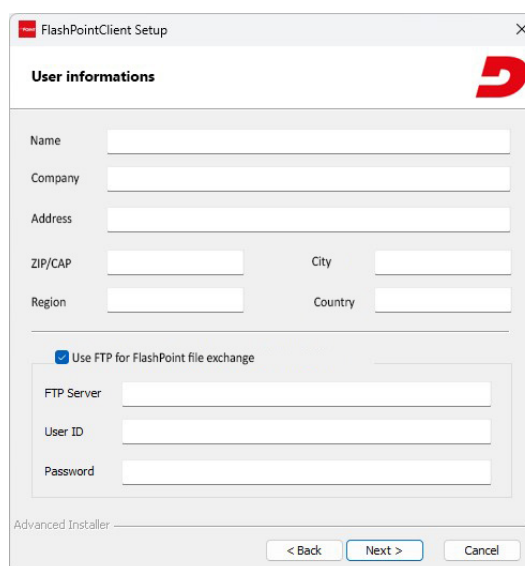 FlashPointClient Setup
User informations
Name
Company
Address
ZIP/CAP City
Region Country
Use FTP for FlashPoint file exchange
FTP Server
User ID
Password
Advanced Installer
< Back Next > Cancel